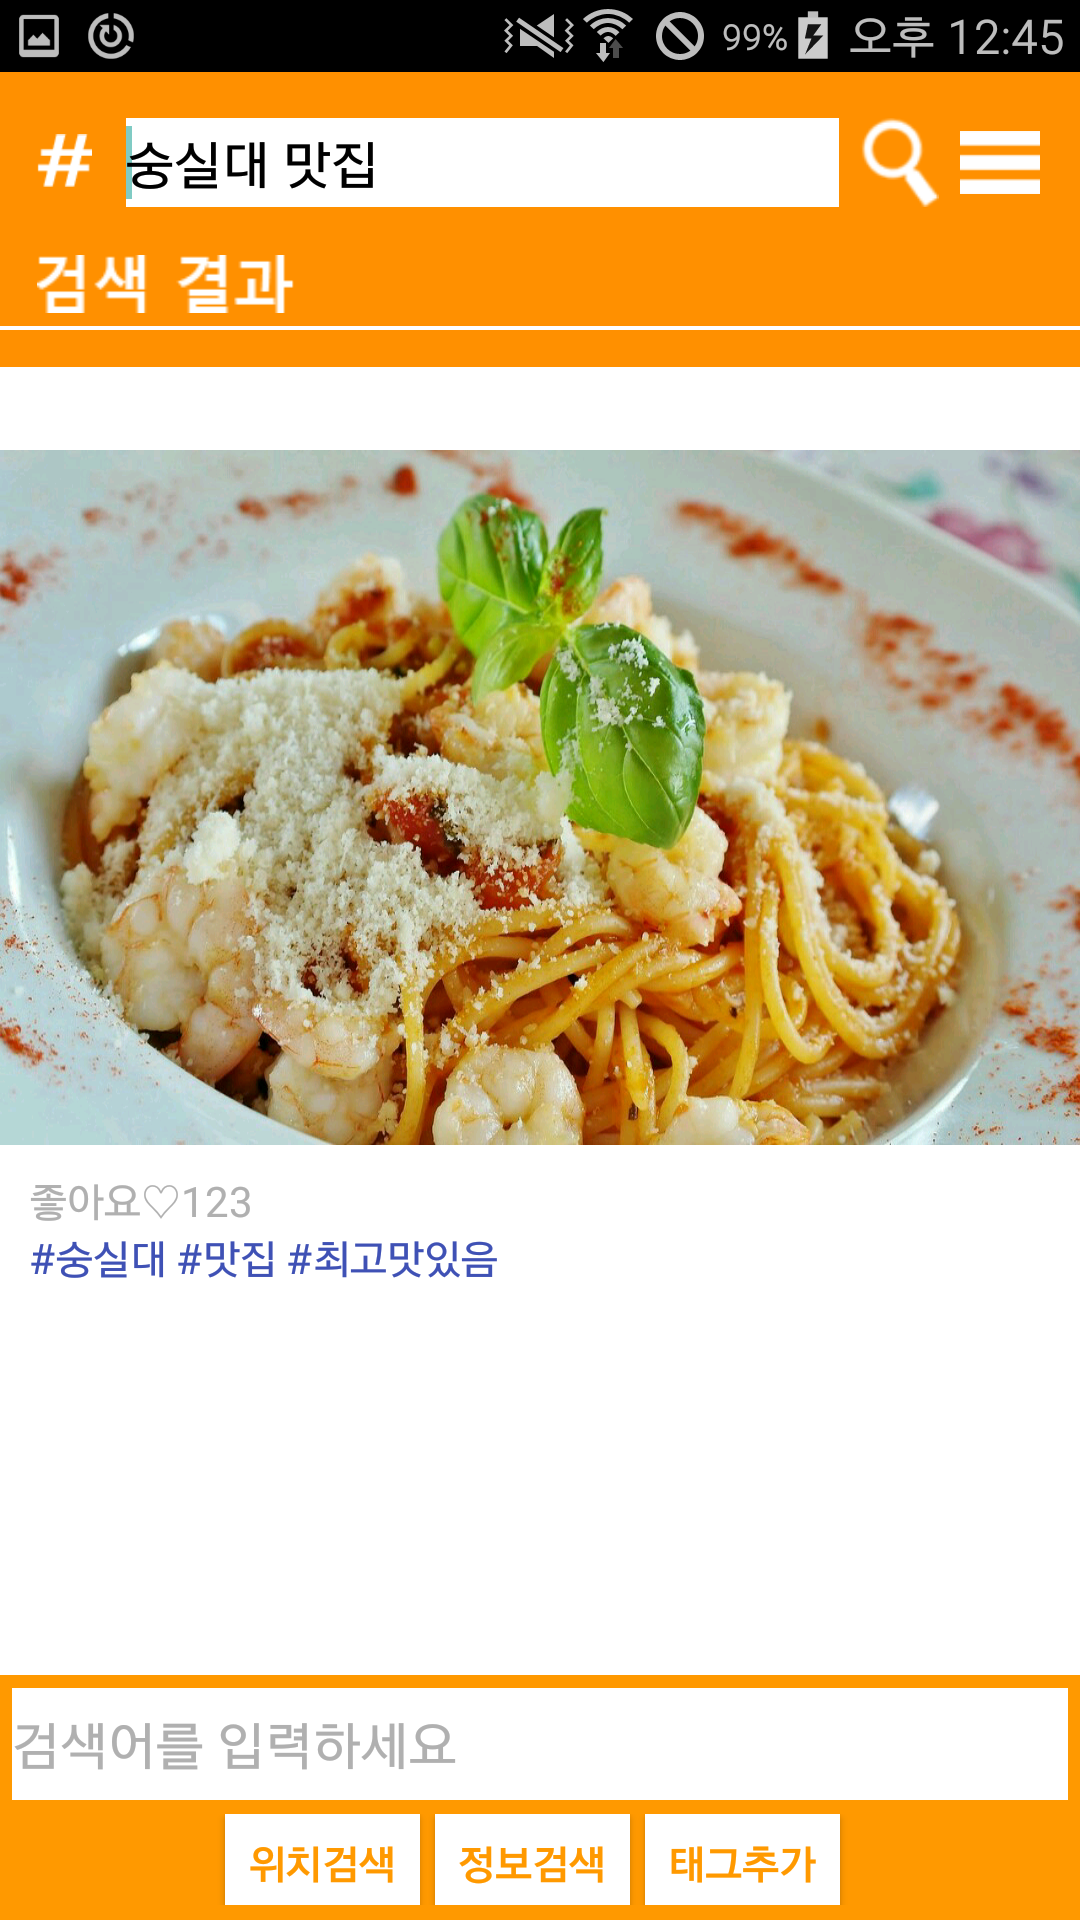 99% 오후 12:45
# 숭실대 맛집
검색 결과
좋아요♡123
#숭실대 #맛집 #최고맛있음
검색어를 입력하세요
위치검색 정보검색 태그추가